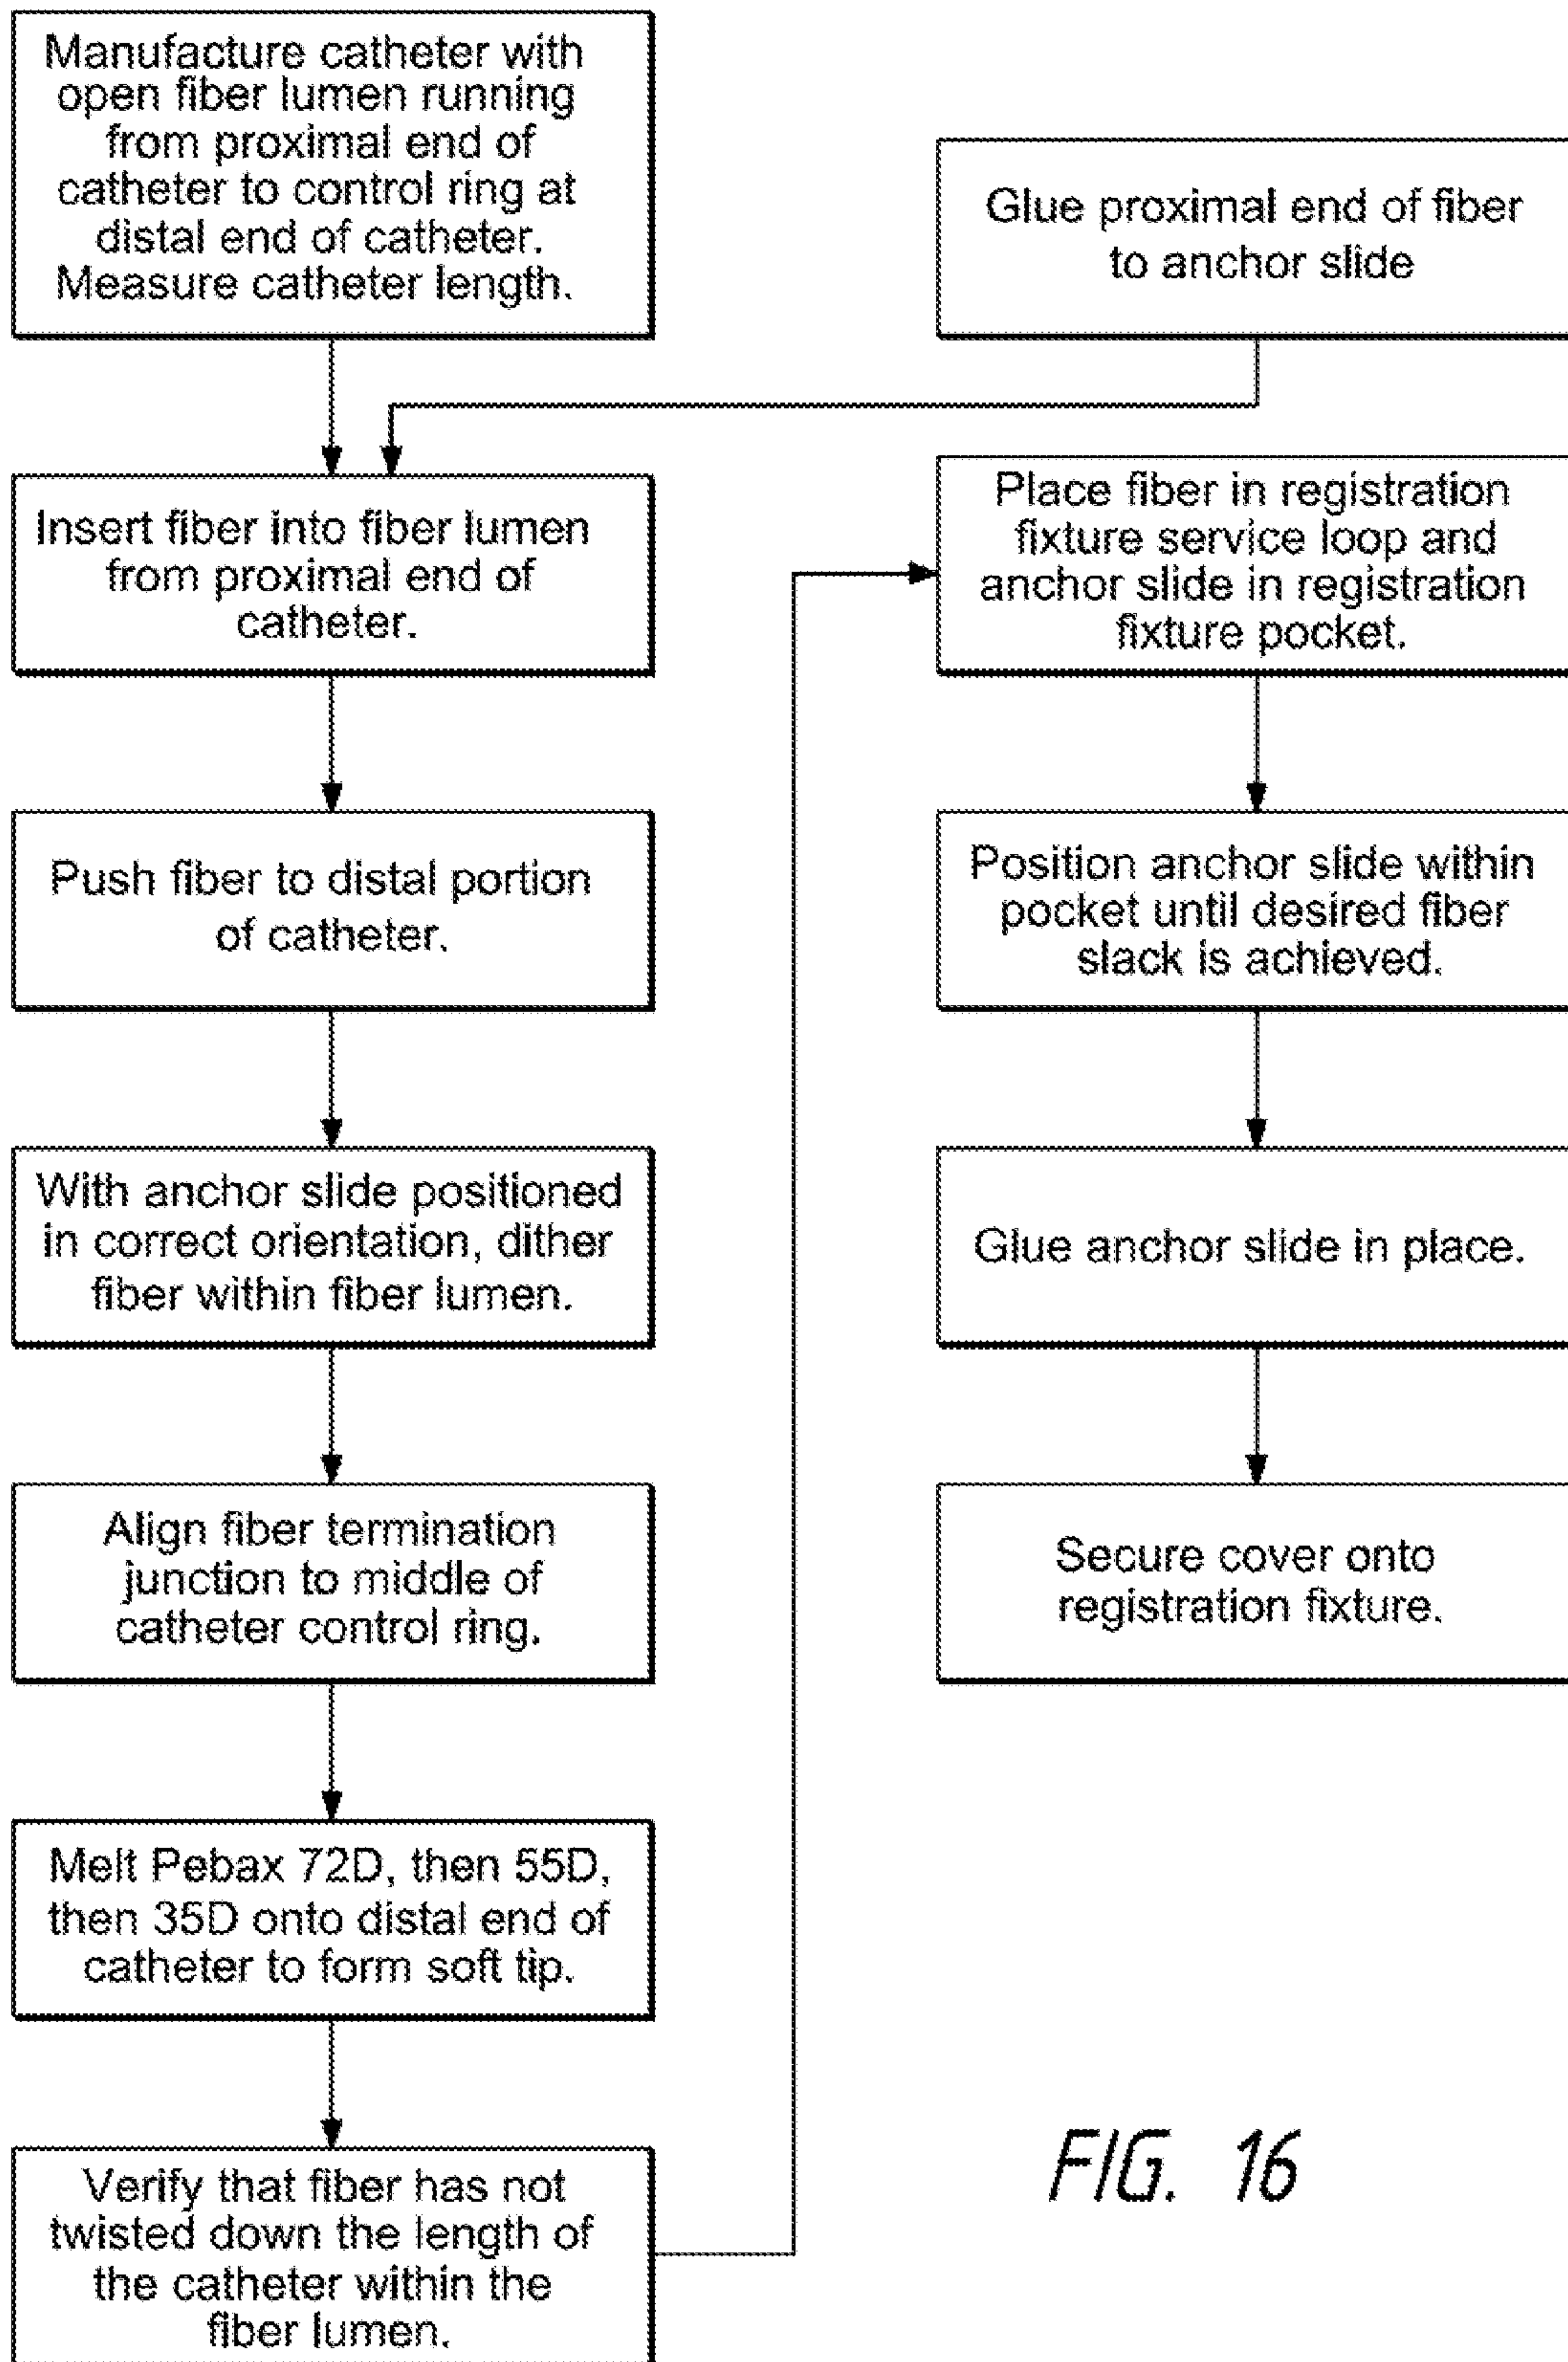 Manufacture catheter with
open fiber lumen running
from proximal end of
catheter to control ring at
distal end of catheter.
Measure catheter length.
Glue proximal end of fiber
to anchor slide
Insert fiber into fiber lumen
from proximal end of
catheter.
Push fiber to distal portion
of catheter.
With anchor slide positioned
in correct orientation, dither
fiber within fiber lumen.
Align fiber termination
junction to middle of
catheter control ring.
Melt Pebax 72D, then 55D,
then 35D onto distal end of
catheter to form soft tip.
Verify that fiber has not
twisted down the length of
the catheter within the
fiber lumen.
Place fiber in registration
fixture service loop and
anchor slide in registration
fixture pocket.
Position anchor slide within
pocket until desired fiber
slack is achieved.
Glue anchor slide in place.
Secure cover onto
registration fixture.
FIG. 16